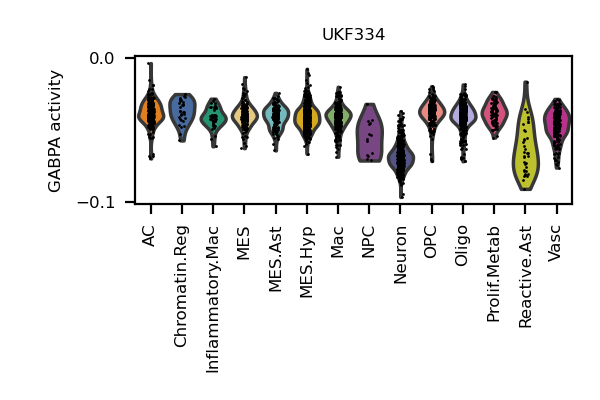 UKF334
GABPA activity
0.0
−0.1
AC
Chromatin.Reg
Inflammatory.Mac
MES
MES.Ast
MES.Hyp
Mac
NPC
Neuron
OPC
Oligo
Prolif.Metab
Reactive.Ast
Vasc